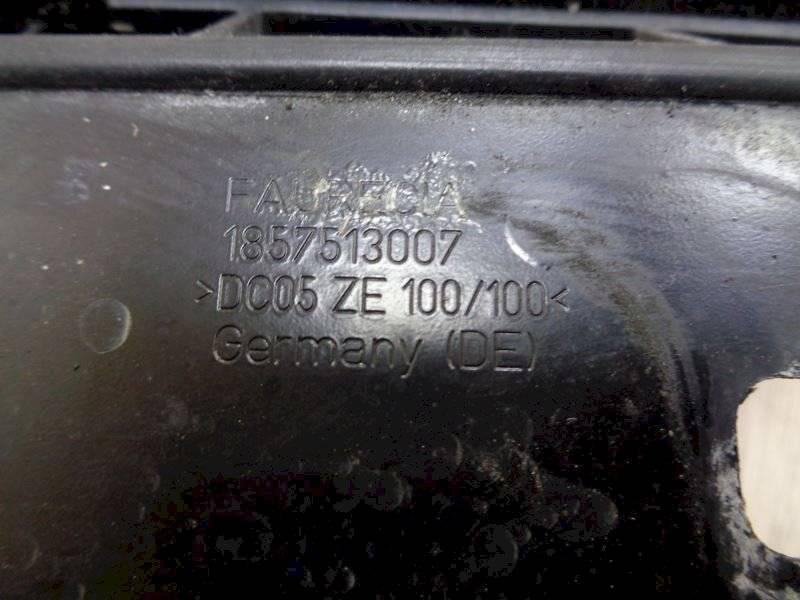 FAURECIA
1857513007
>DC05 ZE 100/100<
Germany (DE)